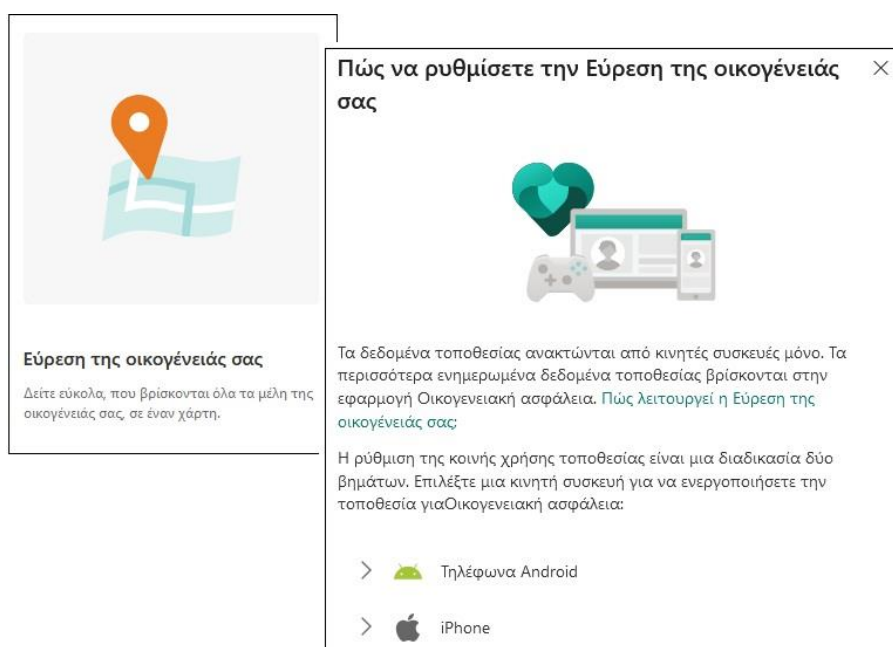 Εύρεση της οικογένειάς σας
Δείτε εύκολα, που βρίσκονται όλα τα μέλη της
οικογένειάς σας, σε έναν χάρτη.
Πώς να ρυθμίσετε την Εύρεση της οικογένειάς
σας
Τα δεδομένα τοποθεσίας ανακτώνται από κινητές συσκευές μόνο. Τα
περισσότερα ενημερωμένα δεδομένα τοποθεσίας βρίσκονται στην
εφαρμογή Οικογενειακή ασφάλεια. Πώς λειτουργεί η Εύρεση της
οικογένειάς σας;
Η ρύθμιση της κοινής χρήσης τοποθεσίας είναι μια διαδικασία δύο
βημάτων. Επιλέξτε μια κινητή συσκευή για να ενεργοποιήσετε την
τοποθεσία γιαΟικογενειακή ασφάλεια:
Τηλέφωνα Android
iPhone